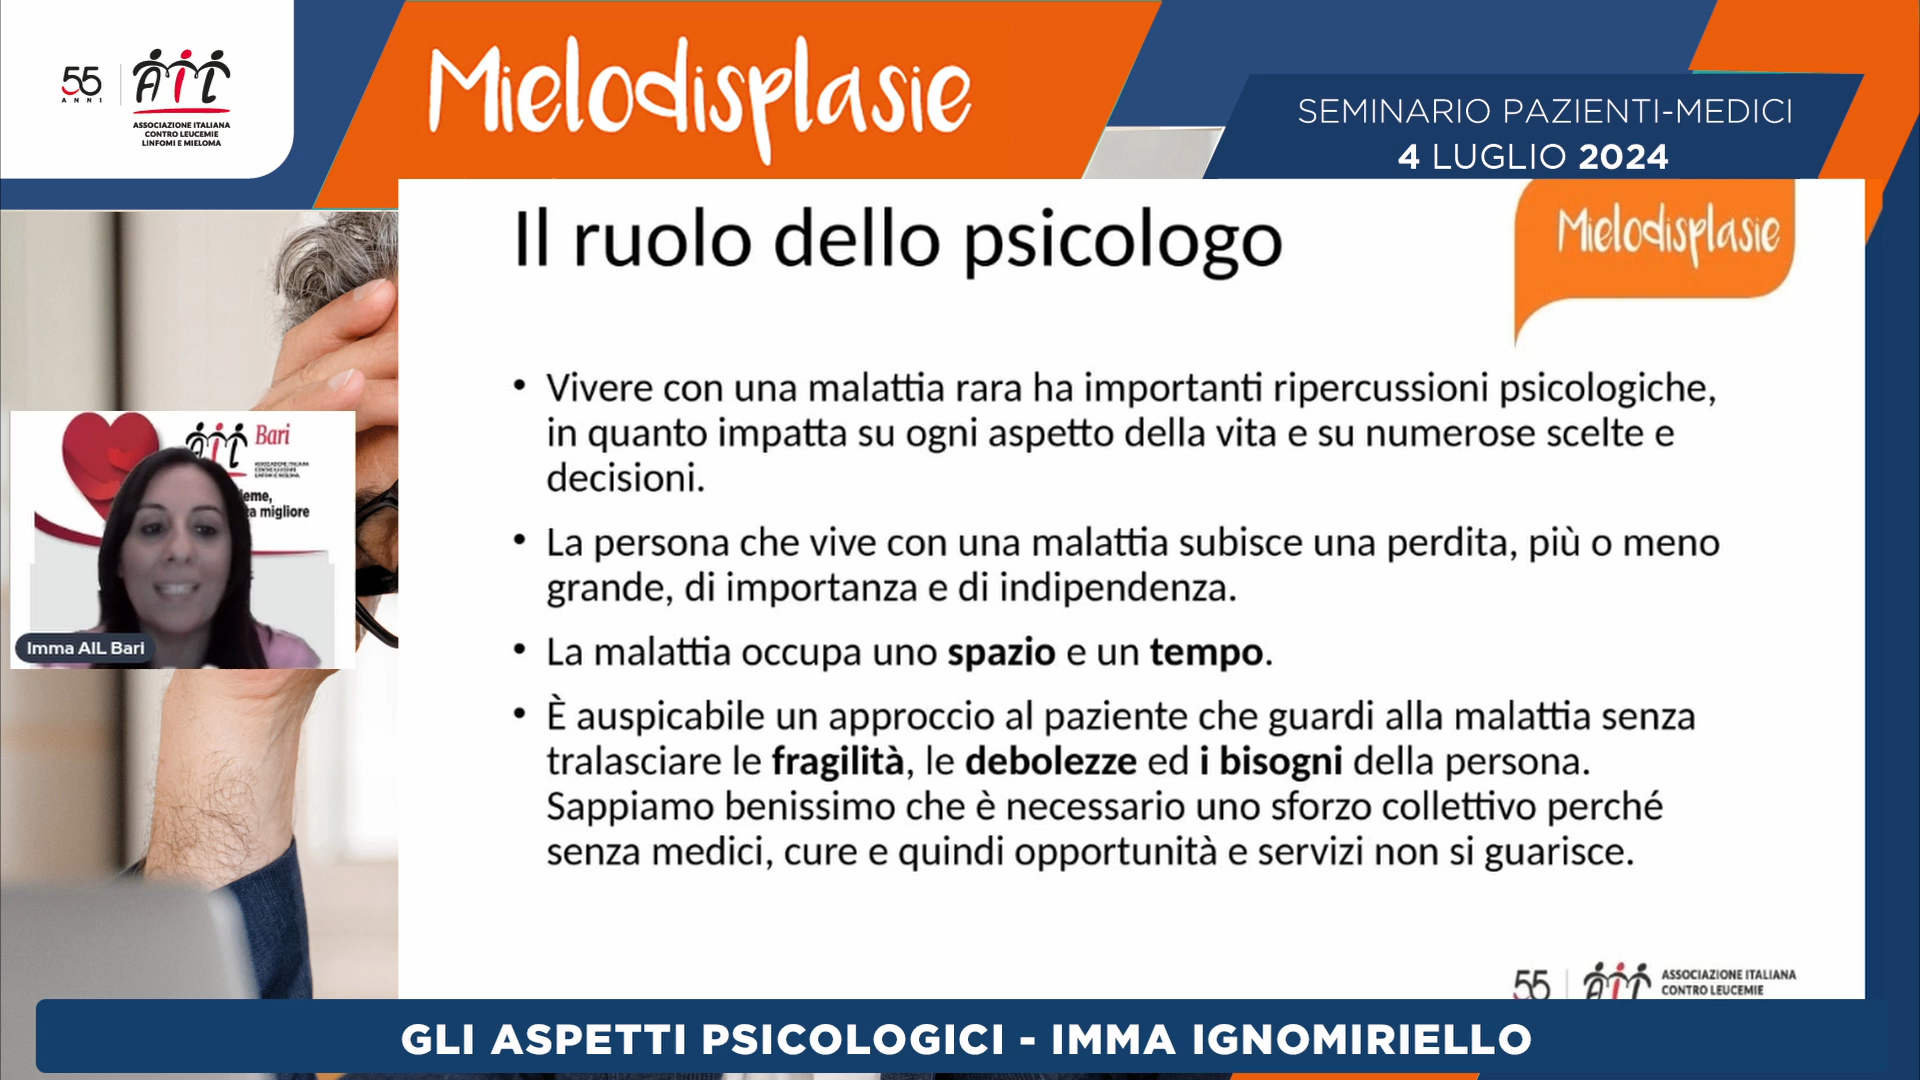 55
ANNI
AIL
ASSOCIAZIONE ITALIANA
CONTRO LEUCEMIE
LINFOMI E MIELOMA
Mielodisplasie
SEMINARIO PAZIENTI-MEDICI
4 LUGLIO 2024
Il ruolo dello psicologo
Mielodisplasie
• Vivere con una malattia rara ha importanti ripercussioni psicologiche,
in quanto impatta su ogni aspetto della vita e su numerose scelte e
decisioni.
• La persona che vive con una malattia subisce una perdita, più o meno
grande, di importanza e di indipendenza.
• La malattia occupa uno spazio e un tempo.
• È auspicabile un approccio al paziente che guardi alla malattia senza
tralasciare le fragilità, le debolezze ed i bisogni della persona.
Sappiamo benissimo che è necessario uno sforzo collettivo perché
senza medici, cure e quindi opportunità e servizi non si guarisce.
AIL Bari
migliore
Imma AIL Bari
55
AIL
ASSOCIAZIONE ITALIANA
CONTRO LEUCEMIE
GLI ASPETTI PSICOLOGICI - IMMA IGNOMIRIELLO